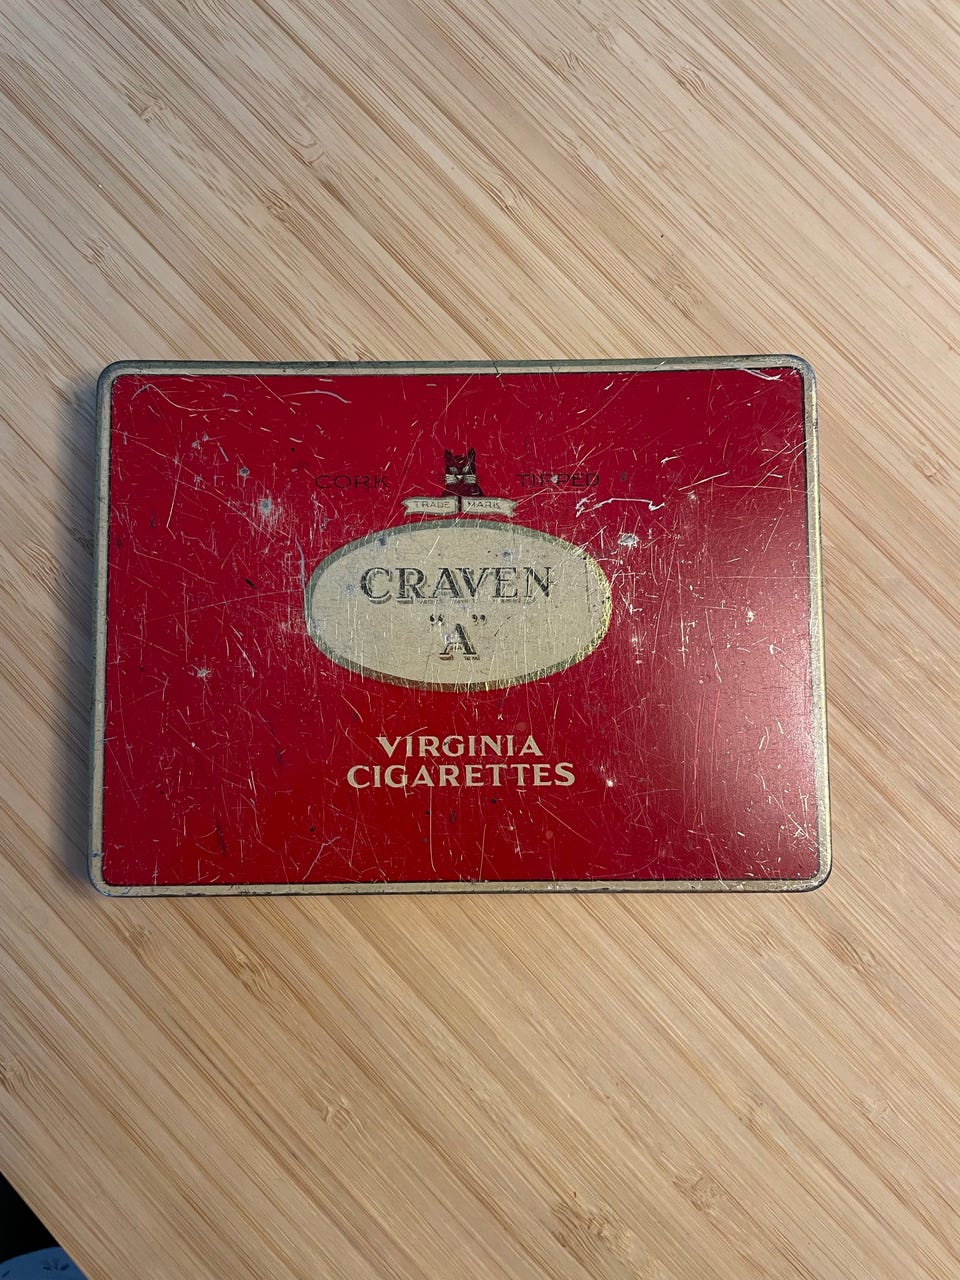 CORK TIPPED
TRADE MARK
CRAVEN
"A"
VIRGINIA
CIGARETTES